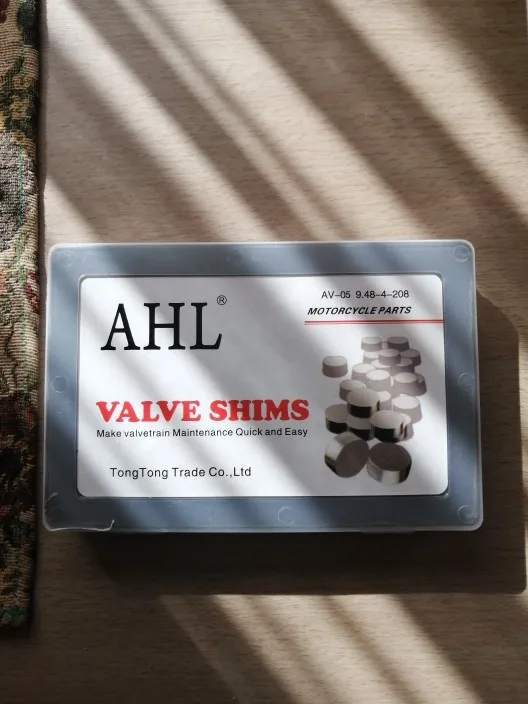 AHL®
AV-05 9.48-4-208
MOTORCYCLE PARTS
VALVE SHIMS
Make valvetrain Maintenance Quick and Easy
TongTong Trade Co.,Ltd